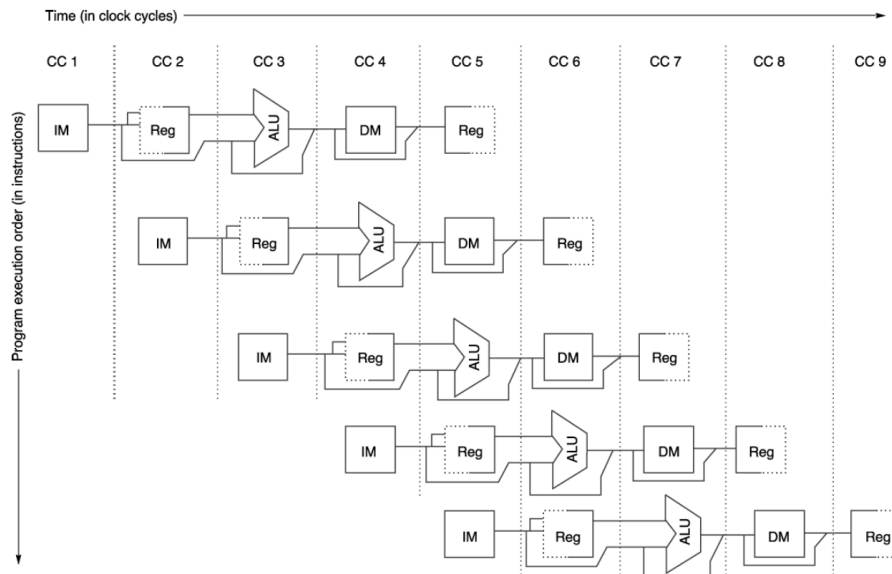 Time (in clock cycles)
CC 1 CC 2 CC 3 CC 4 CC 5 CC 6 CC 7 CC 8 CC 9
Program execution order (in instructions)
IM Reg ALU DM Reg
IM Reg ALU DM Reg
IM Reg ALU DM Reg
IM Reg ALU DM Reg
IM Reg ALU DM Reg